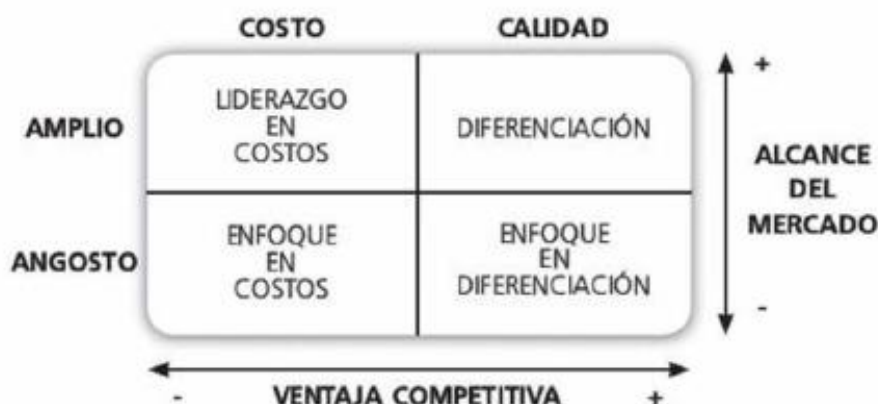 COSTO CALIDAD
+
LIDERAZGO
EN
COSTOS
AMPLIO
DIFERENCIACIÓN
ALCANCE
DEL
MERCADO
ENFOQUE
EN
COSTOS
ANGOSTO
ENFOQUE
EN
DIFERENCIACIÓN
-
- VENTAJA COMPETITIVA +